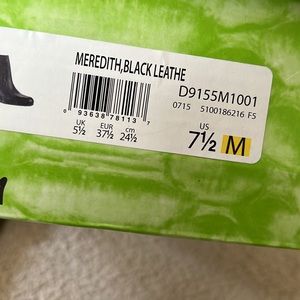 MEREDITH,BLACK LEATHE
D9155M1001
0715 5100186216 FS
0 93638 78113 7
UK EUR cm US
5½ 37½ 24½ 7½ M